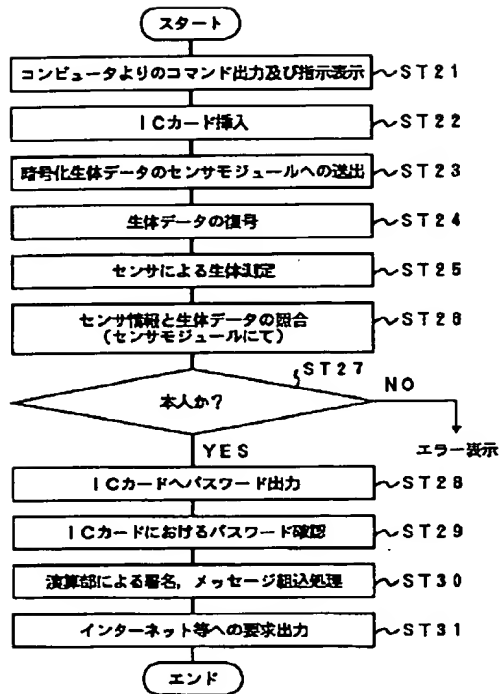 スタート
コンピュータよりのコマンド出力及び指示表示 ST21
ICカード挿入 ST22
暗号化生体データのセンサモジュールへの送出 ST23
生体データの復号 ST24
センサによる生体測定 ST25
センサ情報と生体データの照合
(センサモジュールにて) ST26
ST27
本人か? NO
エラー表示
YES
ICカードへパスワード出力 ST28
ICカードにおけるパスワード確認 ST29
演算部による署名,メッセージ組込処理 ST30
インターネット等への要求出力 ST31
エンド